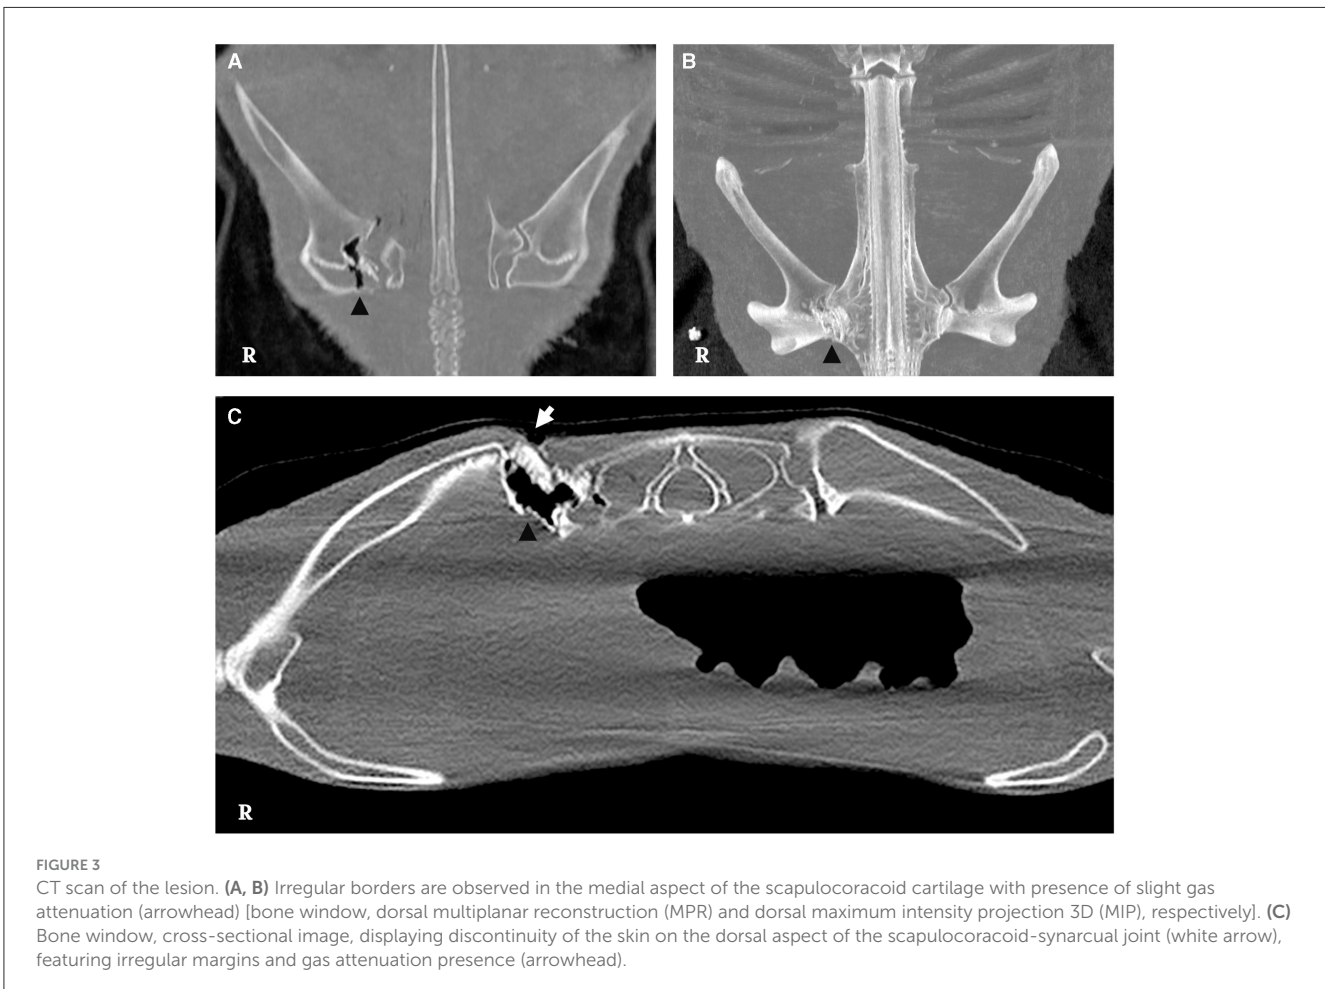 A
B
R
R
C
R
FIGURE 3
CT scan of the lesion. (A, B) Irregular borders are observed in the medial aspect of the scapulocoracoid cartilage with presence of slight gas
attenuation (arrowhead) [bone window, dorsal multiplanar reconstruction (MPR) and dorsal maximum intensity projection 3D (MIP), respectively]. (C)
Bone window, cross-sectional image, displaying discontinuity of the skin on the dorsal aspect of the scapulocoracoid-synarcual joint (white arrow),
featuring irregular margins and gas attenuation presence (arrowhead).